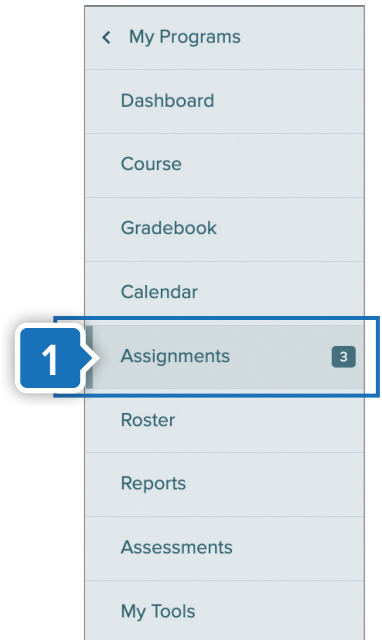 < My Programs
Dashboard
Course
Gradebook
Calendar
1 Assignments 3
Roster
Reports
Assessments
My Tools